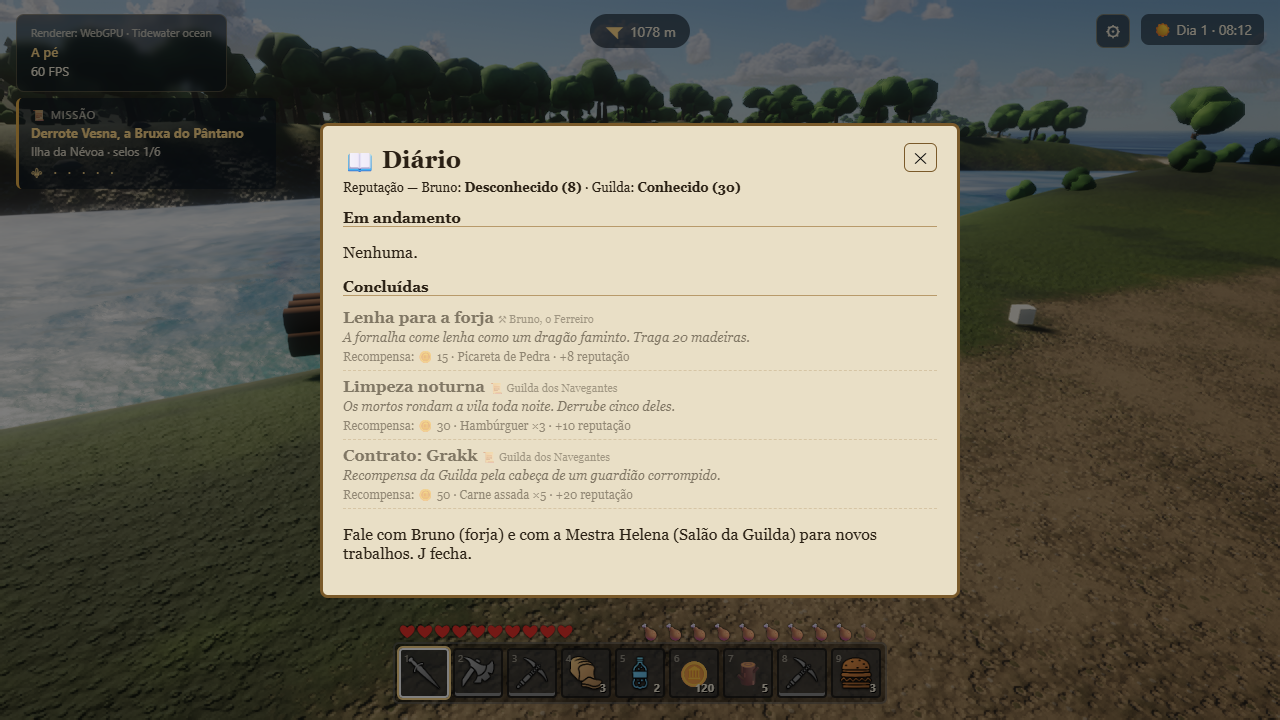 Renderer: WebGPU · Tidewater ocean
A pé
60 FPS
1078 m
Dia 1 · 08:12
MISSÃO
Derrote Vesna, a Bruxa do Pântano
Ilha da Névoa · selos 1/6
Diário
Reputação — Bruno: Desconhecido (8) · Guilda: Conhecido (30)
Em andamento
Nenhuma.
Concluídas
Lenha para a forja ⚒ Bruno, o Ferreiro
A fornalha come lenha como um dragão faminto. Traga 20 madeiras.
Recompensa: 15 · Picareta de Pedra · +8 reputação
Limpeza noturna Guilda dos Navegantes
Os mortos rondam a vila toda noite. Derrube cinco deles.
Recompensa: 30 · Hambúrguer ×3 · +10 reputação
Contrato: Grakk Guilda dos Navegantes
Recompensa da Guilda pela cabeça de um guardião corrompido.
Recompensa: 50 · Carne assada ×5 · +20 reputação
Fale com Bruno (forja) e com a Mestra Helena (Salão da Guilda) para novos
trabalhos. J fecha.
1 2 3 4 5 6 7 8 9
3 2 120 5 3